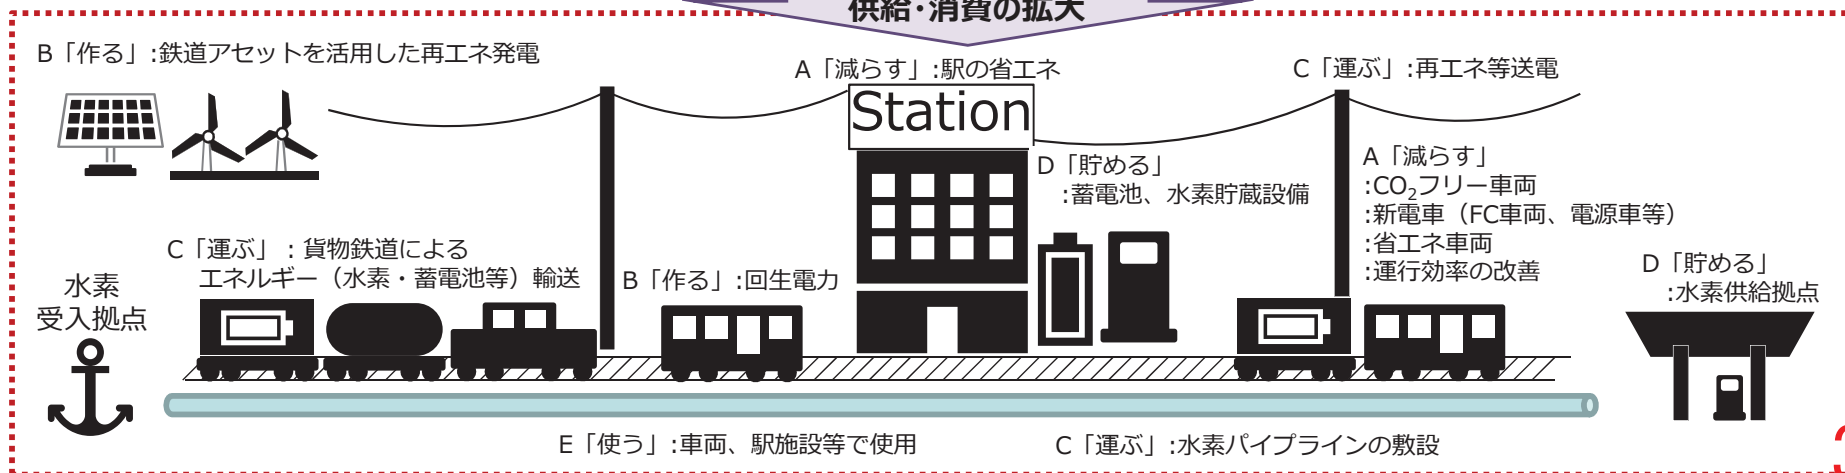 供給･消費の拡大
B「作る」:鉄道アセットを活用した再エネ発電
A「減らす」:駅の省エネ
C「運ぶ」:再エネ等送電
Station
D「貯める」
:蓄電池、水素貯蔵設備
A「減らす」
:CO₂フリー車両
:新電車（FC車両、電源車等）
:省エネ車両
:運行効率の改善
C「運ぶ」：貨物鉄道による
エネルギー（水素・蓄電池等）輸送
B「作る」:回生電力
D「貯める」
:水素供給拠点
水素
受入拠点
E「使う」:車両、駅施設等で使用
C「運ぶ」:水素パイプラインの敷設